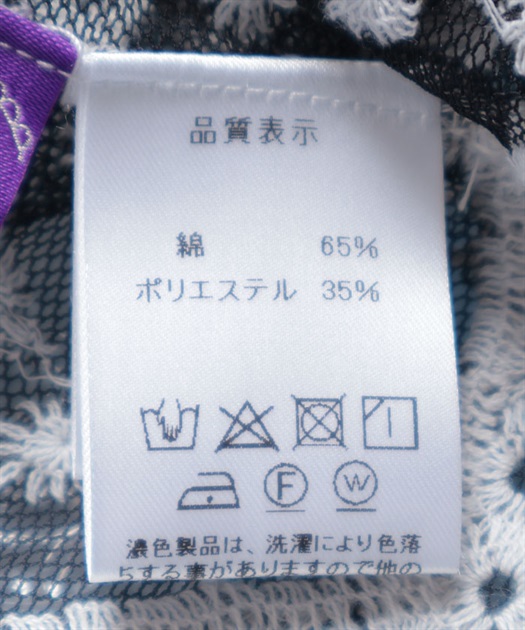 品質表示
綿 65%
ポリエステル 35%
F W
濃色製品は、洗濯により色落
ちする事がありますので他の